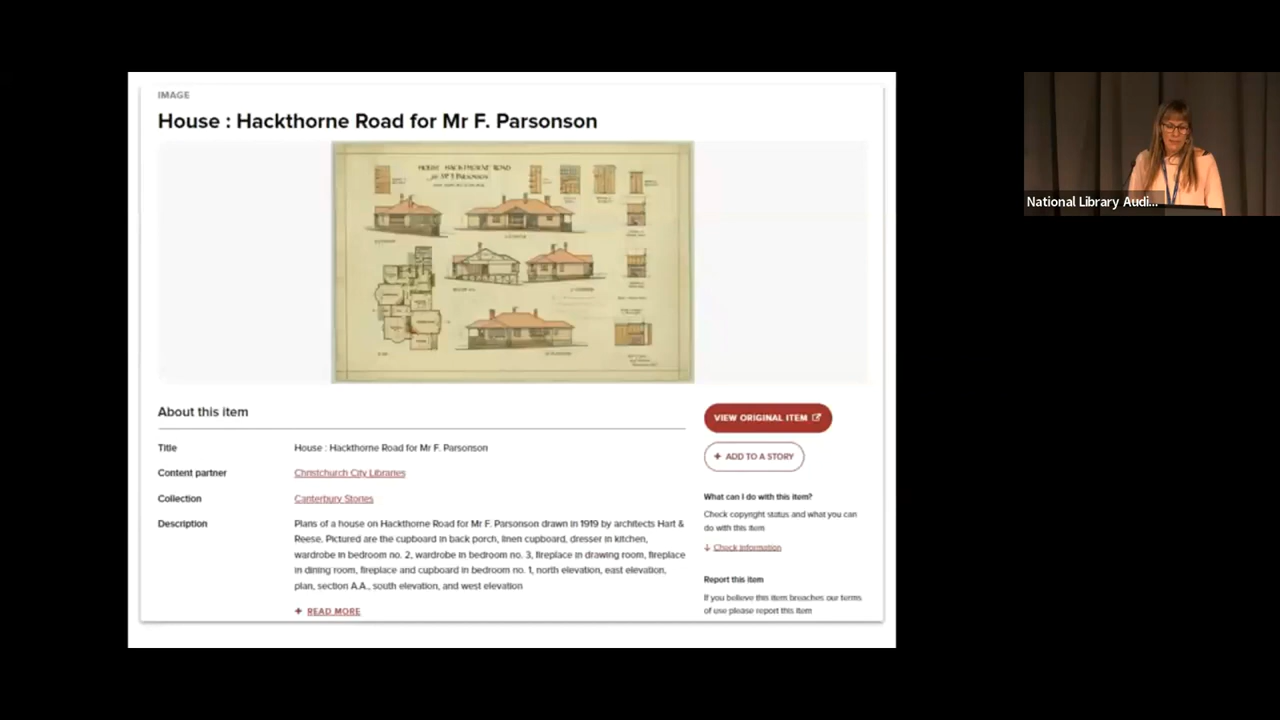 IMAGE
House : Hackthorne Road for Mr F. Parsonson
HOUSE HACKTHORNE ROAD
for MR F PARSONSON
About this item
Title
House : Hackthorne Road for Mr F. Parsonson
Content partner
Christchurch City Libraries
Collection
Canterbury Stories
Description
Plans of a house on Hackthorne Road for Mr F. Parsonson drawn in 1919 by architects Hart &
Reese. Pictured are the cupboard in back porch, linen cupboard, dresser in kitchen,
wardrobe in bedroom no. 2, wardrobe in bedroom no. 3, fireplace in drawing room, fireplace
in dining room, fireplace and cupboard in bedroom no. 1, north elevation, east elevation,
plan, section A.A., south elevation, and west elevation
+ READ MORE
VIEW ORIGINAL ITEM
+ ADD TO A STORY
What can I do with this item?
Check copyright status and what you can
do with this item
↓ Check information
Report this item
If you believe this item breaches our terms
of use please report this item
National Library Audi...